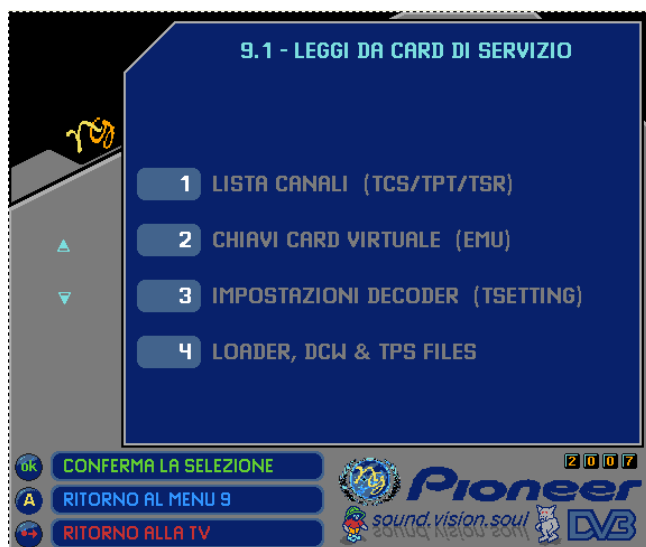 9.1 - LEGGI DA CARD DI SERVIZIO
1 LISTA CANALI (TCS/TPT/TSR)
2 CHIAVI CARD VIRTUALE (EMU)
3 IMPOSTAZIONI DECODER (TSETTING)
4 LOADER, DCW & TPS FILES
ok CONFERMA LA SELEZIONE
A RITORNO AL MENU 9
RITORNO ALLA TV
2007
Pioneer
sound.vision.soul
DVB